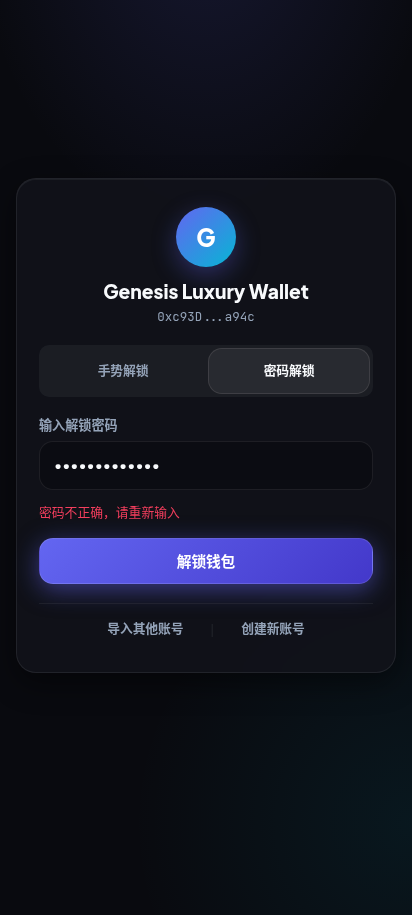 G
Genesis Luxury Wallet
0xc93D...a94c
手势解锁
密码解锁
输入解锁密码
•••••••••••••
密码不正确，请重新输入
解锁钱包
导入其他账号 | 创建新账号